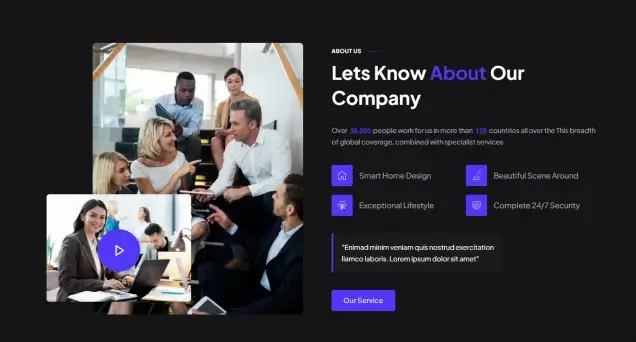 ABOUT US
Lets Know About Our
Company
Over 39,000 people work for us in more than 135 countries all over the This breadth
of global coverage, combined with specialist services
Smart Home Design
Beautiful Scene Around
Exceptional Lifestyle
Complete 24/7 Security
"Enimad minim veniam quis nostrud exercitation
llamco laboris. Lorem ipsum dolor sit amet"
Our Service